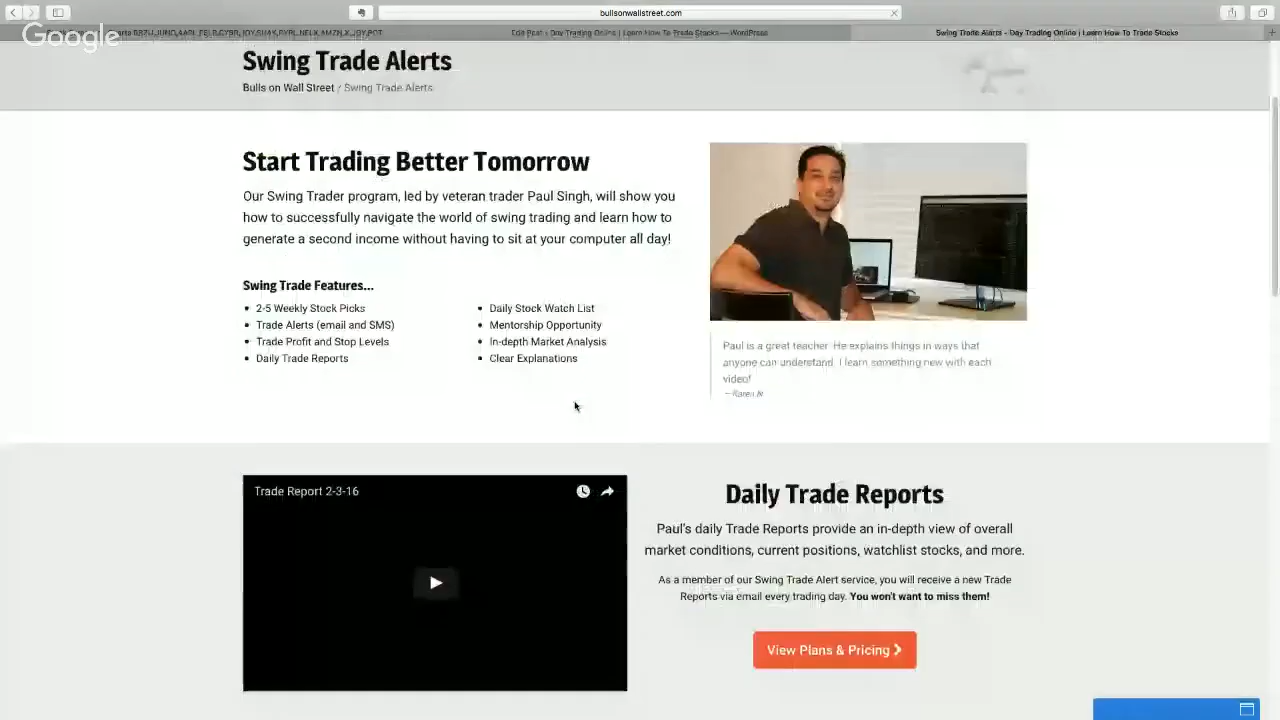 bullsonwallstreet.com
Google
Edit Post ‹ Day Trading Online | Learn How To Trade Stocks — WordPress
Swing Trade Alerts - Day Trading Online | Learn How To Trade Stocks
Swing Trade Alerts
Bulls on Wall Street / Swing Trade Alerts
Start Trading Better Tomorrow
Our Swing Trader program, led by veteran trader Paul Singh, will show you
how to successfully navigate the world of swing trading and learn how to
generate a second income without having to sit at your computer all day!
Swing Trade Features...
2-5 Weekly Stock Picks
Trade Alerts (email and SMS)
Trade Profit and Stop Levels
Daily Trade Reports
Daily Stock Watch List
Mentorship Opportunity
In-depth Market Analysis
Clear Explanations
Paul is a great teacher. He explains things in ways that
anyone can understand. I learn something new with each
video!
—Karen N
Trade Report 2-3-16
Daily Trade Reports
Paul's daily Trade Reports provide an in-depth view of overall
market conditions, current positions, watchlist stocks, and more.
As a member of our Swing Trade Alert service, you will receive a new Trade
Reports via email every trading day. You won't want to miss them!
View Plans & Pricing